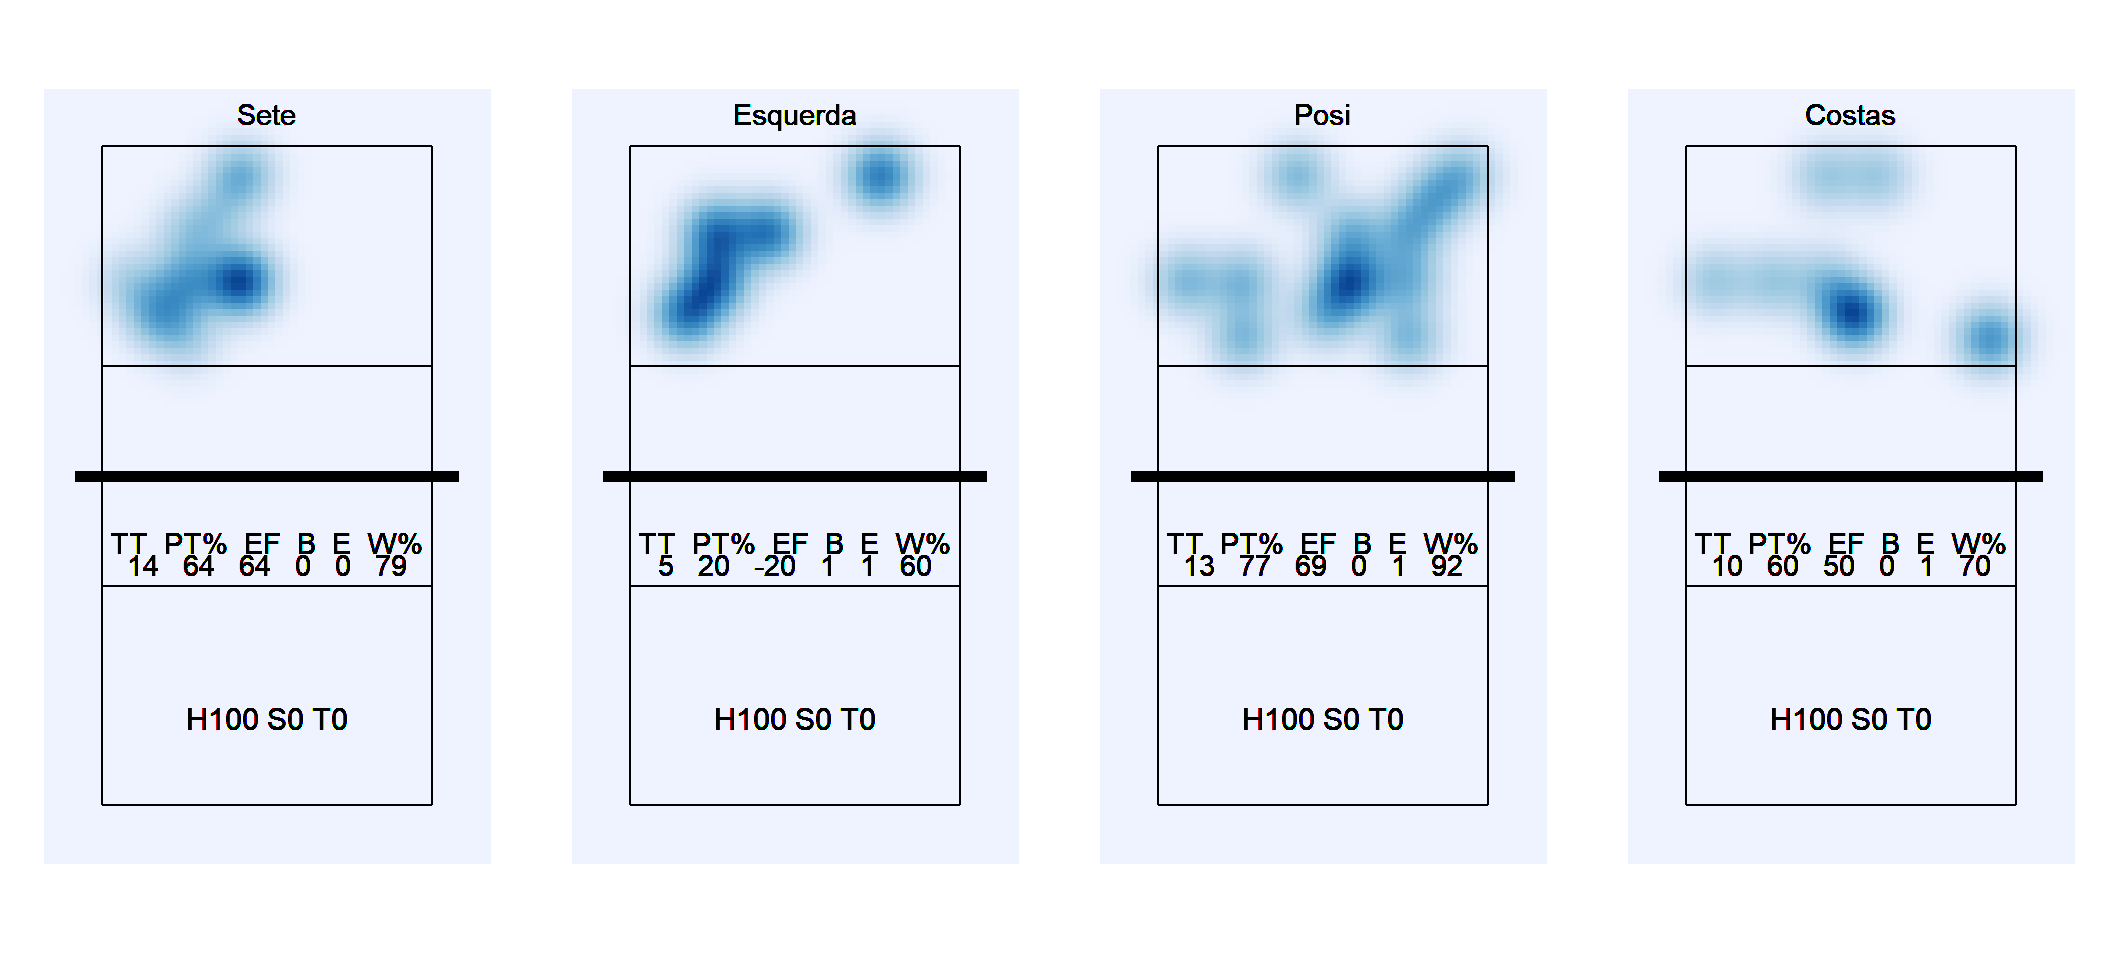 Sete
TT PT% EF B E W%
14 64 64 0 0 79
H100 S0 T0
Esquerda
TT PT% EF B E W%
5 20 -20 1 1 60
H100 S0 T0
Posi
TT PT% EF B E W%
13 77 69 0 1 92
H100 S0 T0
Costas
TT PT% EF B E W%
10 60 50 0 1 70
H100 S0 T0